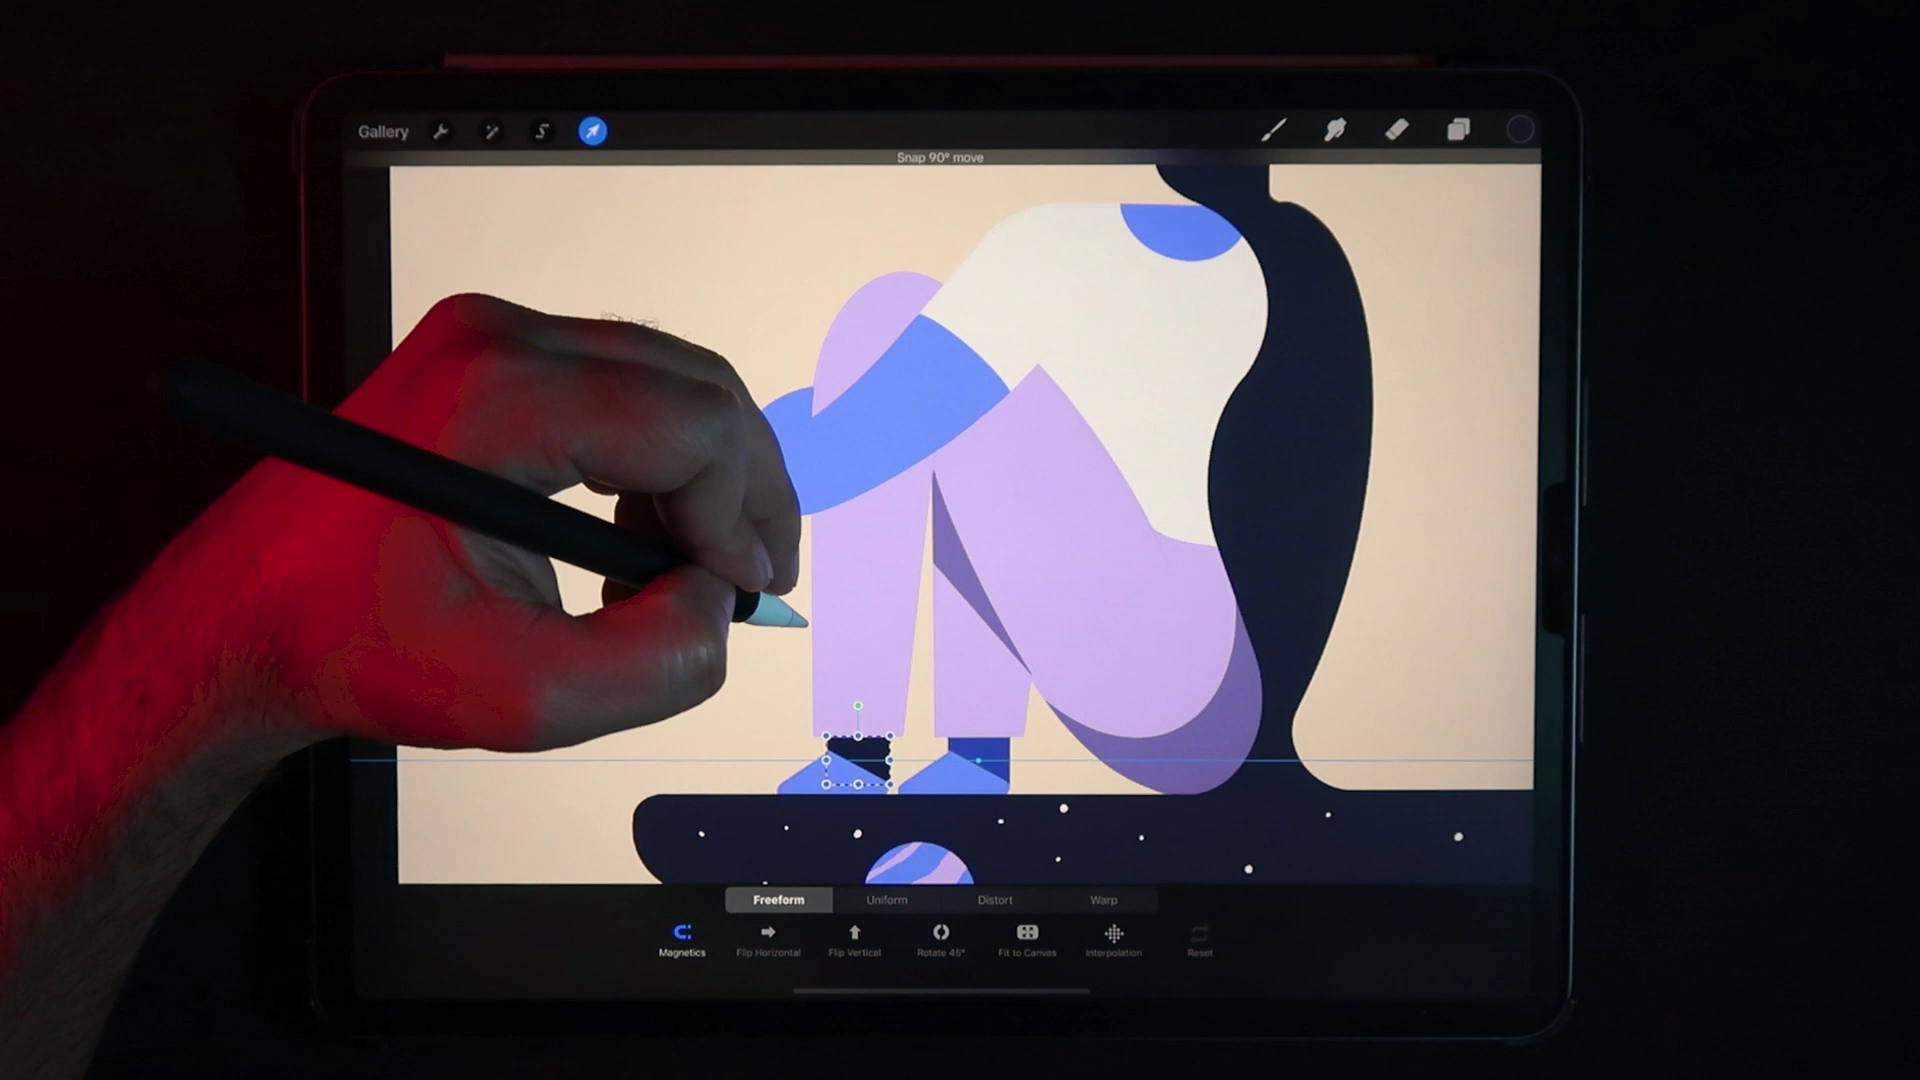 Gallery
Snap 90° move
Freeform Uniform Distort Warp
Magnetics Flip Horizontal Flip Vertical Rotate 45° Fit to Canvas Interpolation Reset